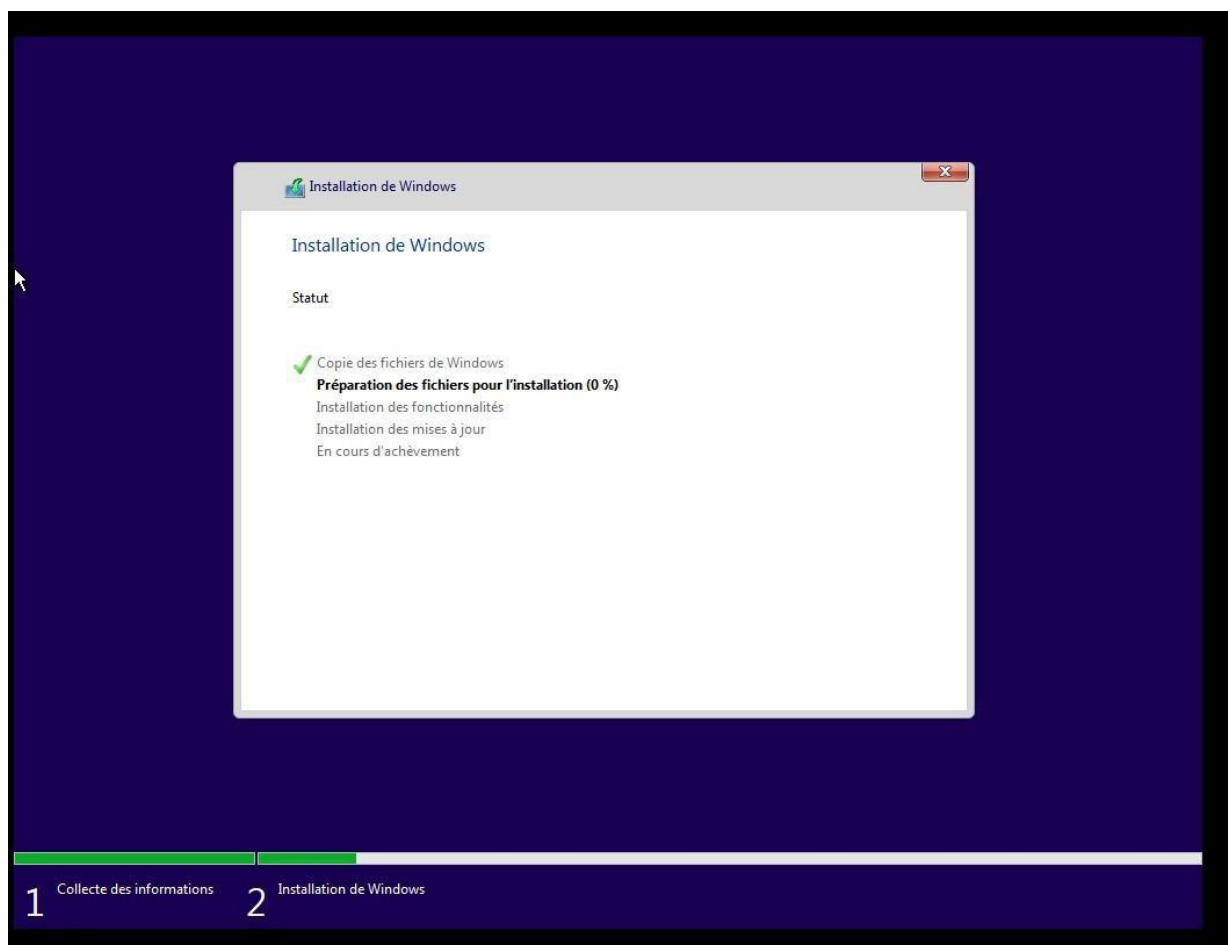 Installation de Windows
Installation de Windows
Statut
Copie des fichiers de Windows
Préparation des fichiers pour l'installation (0 %)
Installation des fonctionnalités
Installation des mises à jour
En cours d'achèvement
1 Collecte des informations 2 Installation de Windows